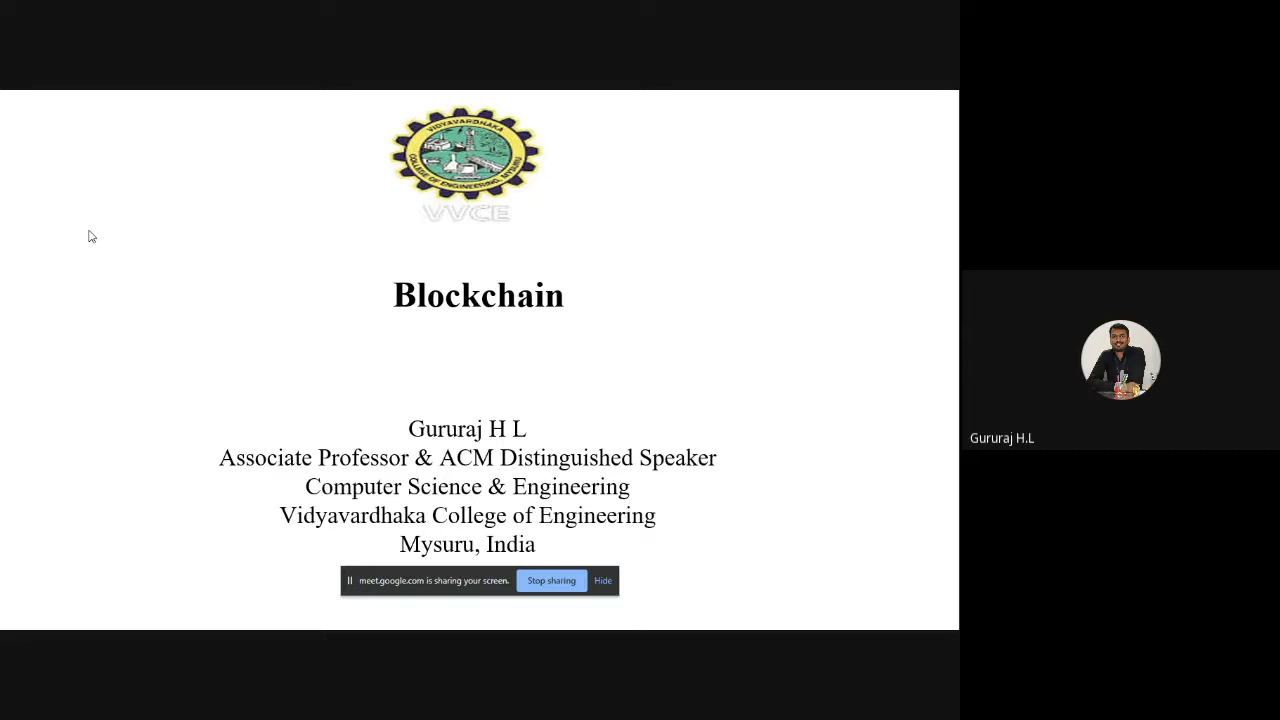 VIDYAVARDHAKA
COLLEGE OF ENGINEERING, MYSURU
VVCE
Blockchain
Gururaj H L
Associate Professor & ACM Distinguished Speaker
Computer Science & Engineering
Vidyavardhaka College of Engineering
Mysuru, India
meet.google.com is sharing your screen. Stop sharing Hide
Gururaj H.L